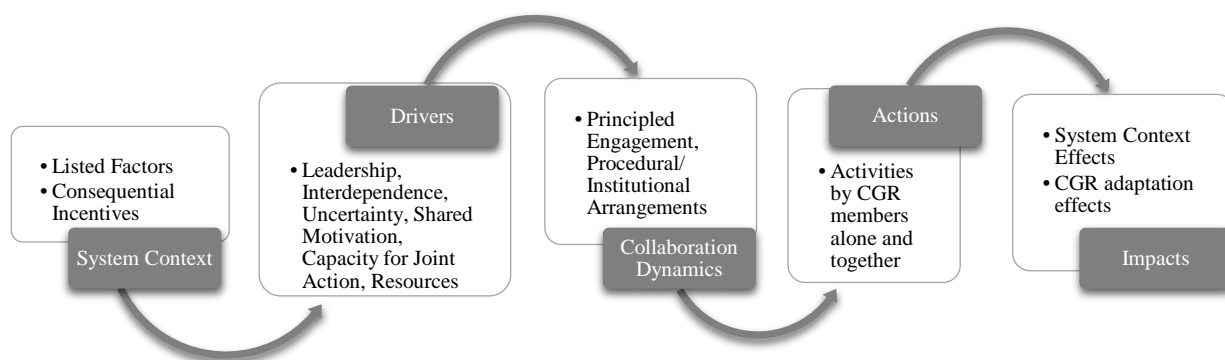 • Listed Factors
• Consequential
Incentives
System Context
Drivers
• Leadership,
Interdependence,
Uncertainty, Shared
Motivation,
Capacity for Joint
Action, Resources
• Principled
Engagement,
Procedural/
Institutional
Arrangements
Collaboration
Dynamics
Actions
• Activities
by CGR
members
alone and
together
• System Context
Effects
• CGR adaptation
effects
Impacts